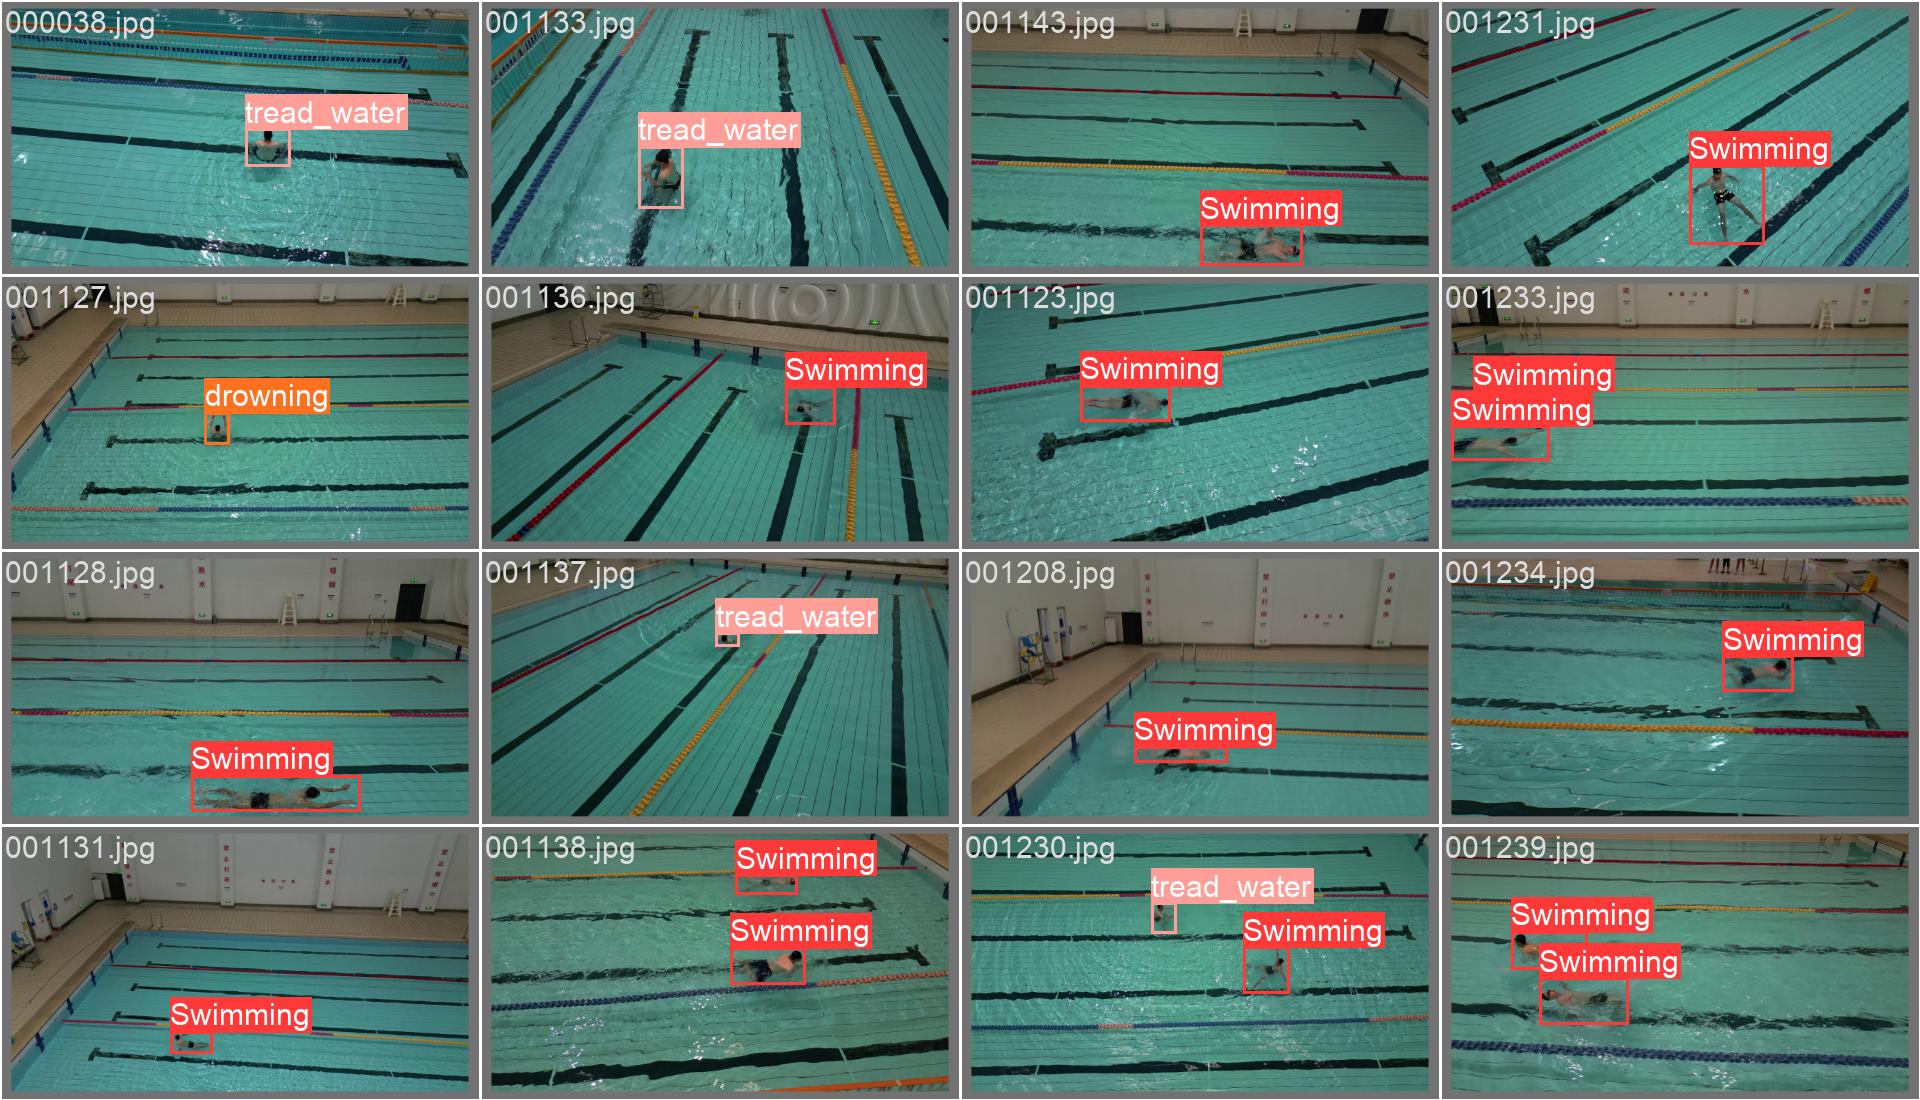 000038.jpg
tread_water
001133.jpg
tread_water
001143.jpg
Swimming
001231.jpg
Swimming
001127.jpg
drowning
001136.jpg
Swimming
001123.jpg
Swimming
001233.jpg
Swimming
Swimming
001128.jpg
Swimming
001137.jpg
tread_water
001208.jpg
Swimming
001234.jpg
Swimming
001131.jpg
Swimming
001138.jpg
Swimming
Swimming
001230.jpg
tread_water
Swimming
001239.jpg
Swimming
Swimming